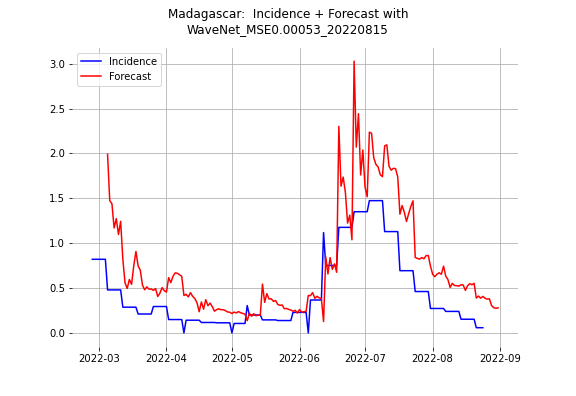 Madagascar:  Incidence + Forecast with
WaveNet_MSE0.00053_20220815
Incidence
Forecast
3.0
2.5
2.0
1.5
1.0
0.5
0.0
2022-03 2022-04 2022-05 2022-06 2022-07 2022-08 2022-09